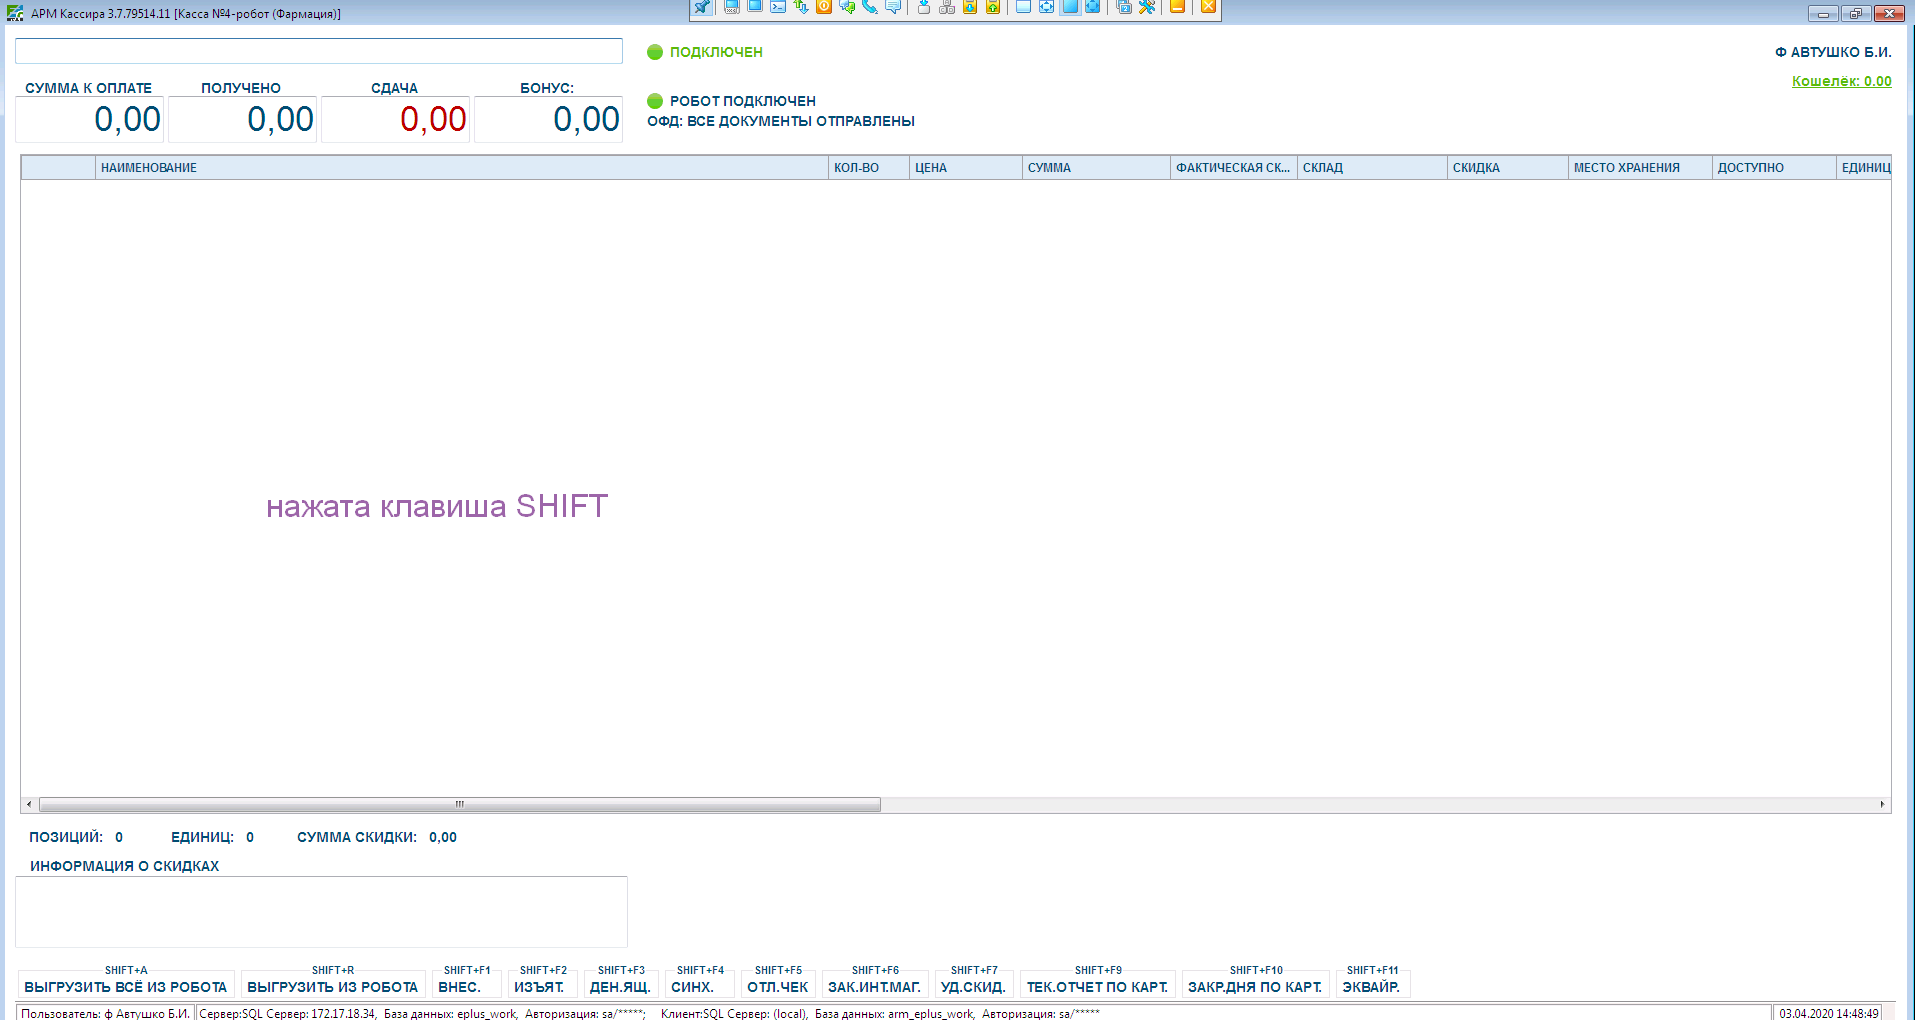 АРМ Кассира 3.7.79514.11 [Касса №4-робот (Фармация)]
ПОДКЛЮЧЕН
Ф АВТУШКО Б.И.
Кошелёк: 0.00
СУММА К ОПЛАТЕ ПОЛУЧЕНО СДАЧА БОНУС:
0,00 0,00 0,00 0,00
РОБОТ ПОДКЛЮЧЕН
ОФД: ВСЕ ДОКУМЕНТЫ ОТПРАВЛЕНЫ
НАИМЕНОВАНИЕ КОЛ-ВО ЦЕНА СУММА ФАКТИЧЕСКАЯ СК... СКЛАД СКИДКА МЕСТО ХРАНЕНИЯ ДОСТУПНО ЕДИНИЦ
нажата клавиша SHIFT
ПОЗИЦИЙ: 0 ЕДИНИЦ: 0 СУММА СКИДКИ: 0,00
ИНФОРМАЦИЯ О СКИДКАХ
SHIFT+A SHIFT+R SHIFT+F1 SHIFT+F2 SHIFT+F3 SHIFT+F4 SHIFT+F5 SHIFT+F6 SHIFT+F7 SHIFT+F9 SHIFT+F10 SHIFT+F11
ВЫГРУЗИТЬ ВСЁ ИЗ РОБОТА ВЫГРУЗИТЬ ИЗ РОБОТА ВНЕС. ИЗЪЯТ. ДЕН.ЯЩ. СИНХ. ОТЛ.ЧЕК ЗАК.ИНТ.МАГ. УД.СКИД. ТЕК.ОТЧЕТ ПО КАРТ. ЗАКР.ДНЯ ПО КАРТ. ЭКВАЙР.
Пользователь: ф Автушко Б.И. Сервер:SQL Сервер: 172.17.18.34, База данных: eplus_work, Авторизация: sa/*****; Клиент:SQL Сервер: (local), База данных: arm_eplus_work, Авторизация: sa/***** 03.04.2020 14:48:49